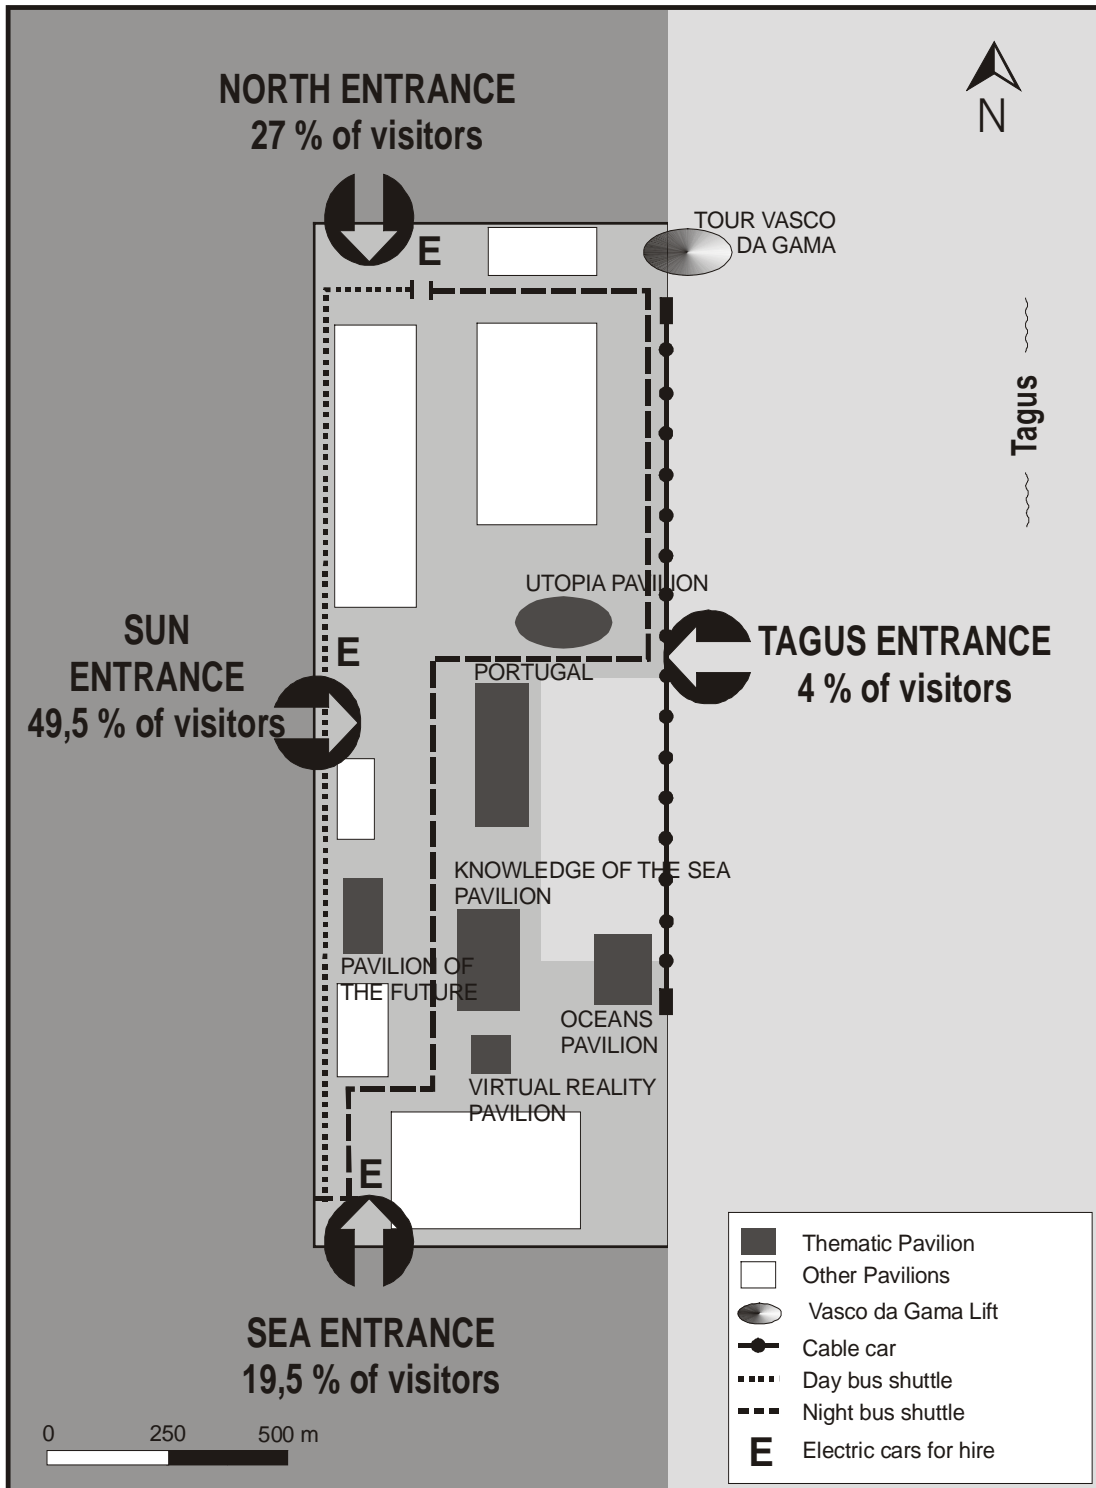 NORTH ENTRANCE
27 % of visitors
N
E
TOUR VASCO
DA GAMA
Tagus
UTOPIA PAVILION
SUN
ENTRANCE
49,5 % of visitors
E
TAGUS ENTRANCE
4 % of visitors
PORTUGAL
KNOWLEDGE OF THE SEA
PAVILION
PAVILION OF
THE FUTURE
OCEANS
PAVILION
VIRTUAL REALITY
PAVILION
E
SEA ENTRANCE
19,5 % of visitors
0 250 500 m
Thematic Pavilion
Other Pavilions
Vasco da Gama Lift
Cable car
Day bus shuttle
Night bus shuttle
E Electric cars for hire